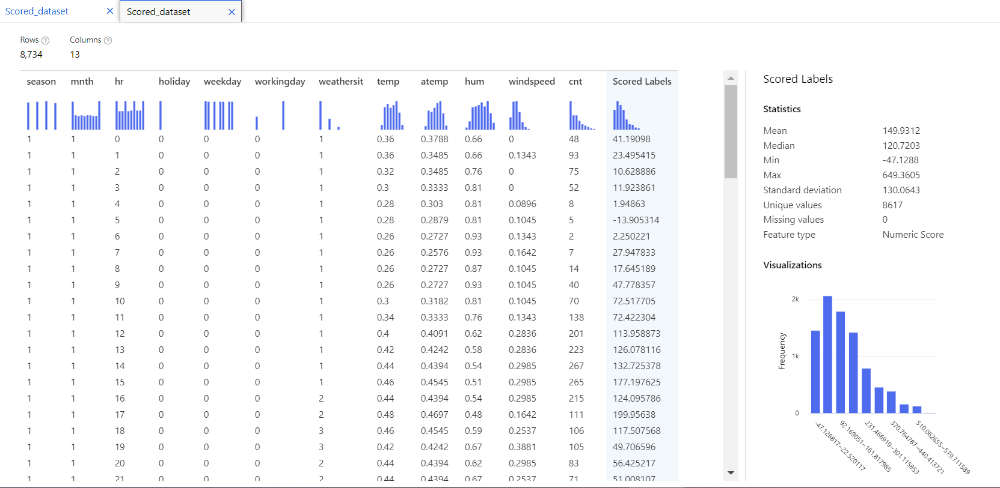 Scored_dataset × Scored_dataset ×
Rows ? Columns ?
8,734 13
season mnth hr holiday weekday workingday weathersit temp atemp hum windspeed cnt Scored Labels
1 1 0 0 0 0 1 0.36 0.3788 0.66 0 48 41.19098
1 1 1 0 0 0 1 0.36 0.3485 0.66 0.1343 93 23.495415
1 1 2 0 0 0 1 0.32 0.3485 0.76 0 75 10.628886
1 1 3 0 0 0 1 0.3 0.3333 0.81 0 52 11.923861
1 1 4 0 0 0 1 0.28 0.303 0.81 0.0896 8 1.94863
1 1 5 0 0 0 1 0.28 0.2879 0.81 0.1045 5 -13.905314
1 1 6 0 0 0 1 0.26 0.2727 0.93 0.1343 2 2.250221
1 1 7 0 0 0 1 0.26 0.2576 0.93 0.1642 7 27.947833
1 1 8 0 0 0 1 0.26 0.2727 0.87 0.1045 14 17.645189
1 1 9 0 0 0 1 0.26 0.2727 0.93 0.1045 40 47.778357
1 1 10 0 0 0 1 0.3 0.3182 0.81 0.1045 70 72.517705
1 1 11 0 0 0 1 0.34 0.3333 0.76 0.1343 138 72.422304
1 1 12 0 0 0 1 0.4 0.4091 0.62 0.2836 201 113.958873
1 1 13 0 0 0 1 0.42 0.4242 0.58 0.2836 223 126.078116
1 1 14 0 0 0 1 0.44 0.4394 0.54 0.2985 267 132.725378
1 1 15 0 0 0 1 0.46 0.4545 0.51 0.2985 265 177.197625
1 1 16 0 0 0 2 0.44 0.4394 0.54 0.2985 215 124.095786
1 1 17 0 0 0 2 0.48 0.4697 0.48 0.1642 111 199.95638
1 1 18 0 0 0 3 0.46 0.4545 0.59 0.2537 106 117.507568
1 1 19 0 0 0 3 0.42 0.4242 0.67 0.3881 105 49.706596
1 1 20 0 0 0 2 0.44 0.4394 0.62 0.2985 83 56.425217
1 1 21 0 0 0 2 0.44 0.4394 0.67 0.2537 71 51.008107
Scored Labels
Statistics
Mean 149.9312
Median 120.7203
Min -47.1288
Max 649.3605
Standard deviation 130.0643
Unique values 8617
Missing values 0
Feature type Numeric Score
Visualizations
2k
1k
0
Frequency
-47.128817~22.520117
92.169051~161.817985
231.466919~301.115853
370.764787~440.413721
510.062655~579.711589